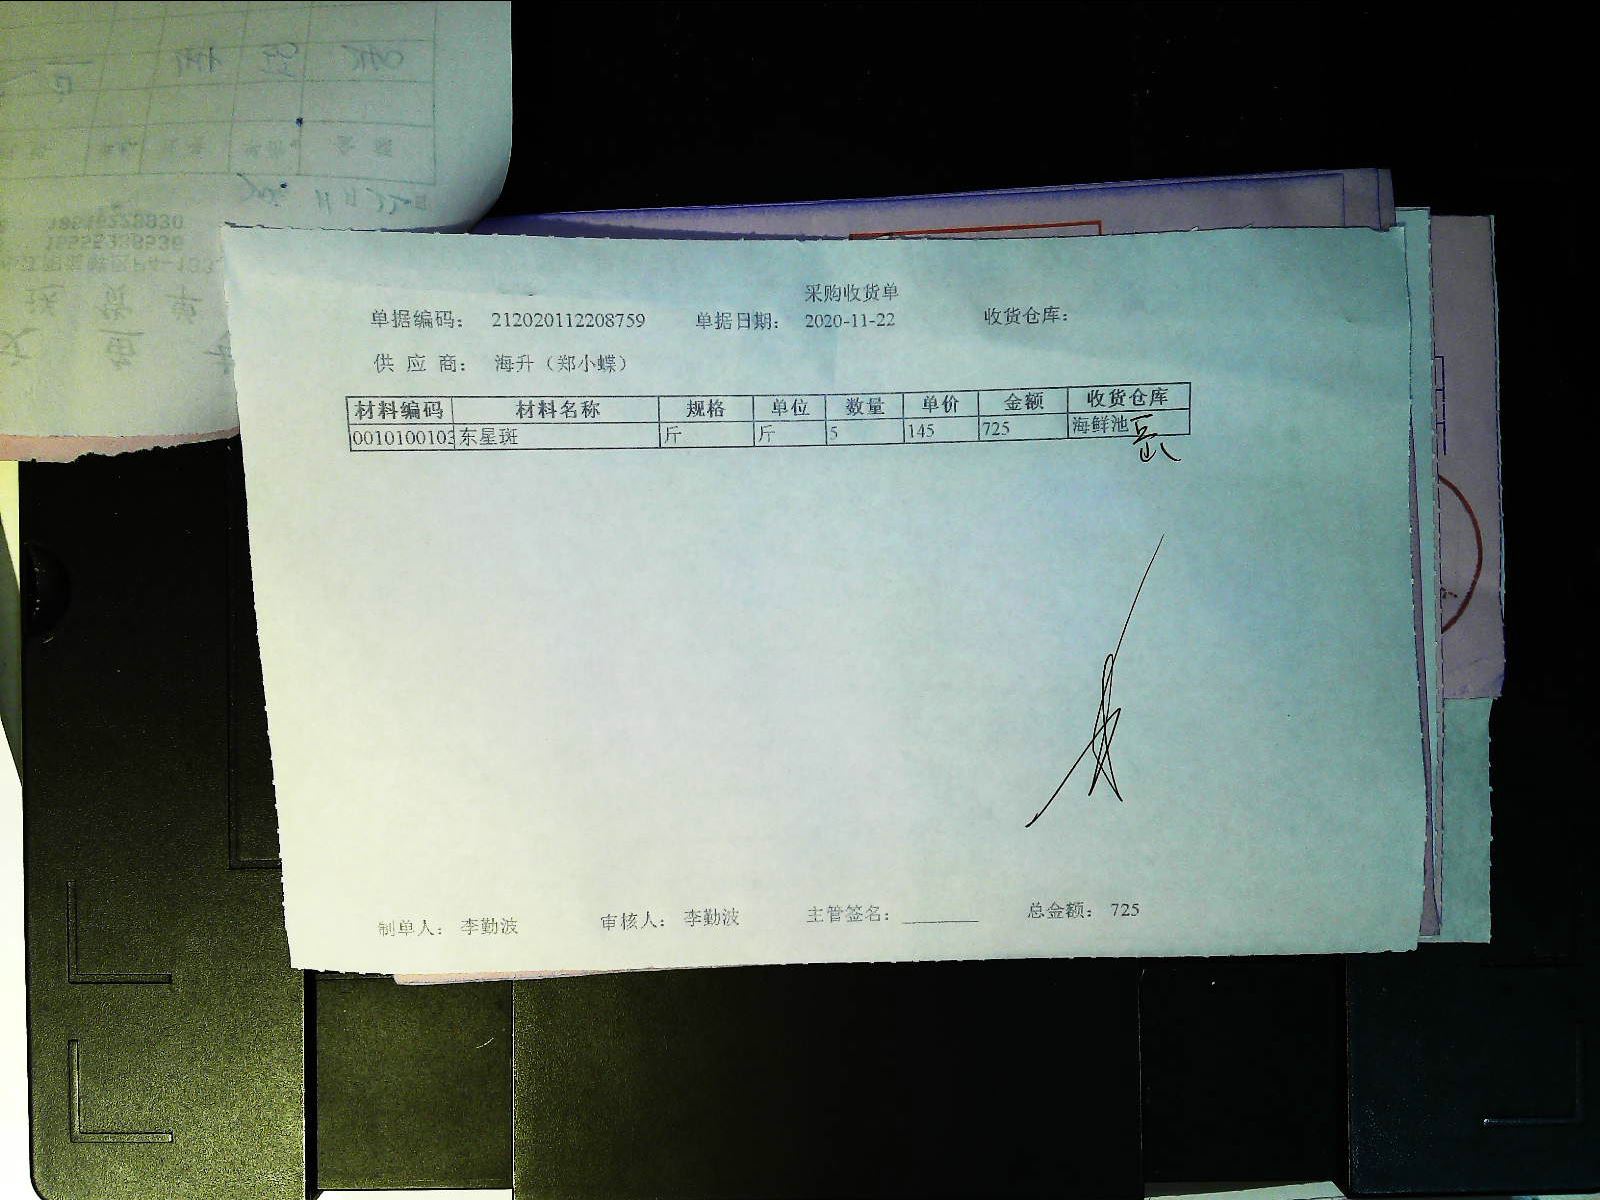 采购收货单
单据编码： 212020112208759 单据日期： 2020-11-22 收货仓库：
供 应 商： 海升（郑小蝶）
材料编码 材料名称 规格 单位 数量 单价 金额 收货仓库
0010100103 东星斑 斤 斤 5 145 725 海鲜池
制单人： 李勤波 审核人： 李勤波 主管签名： 总金额： 725